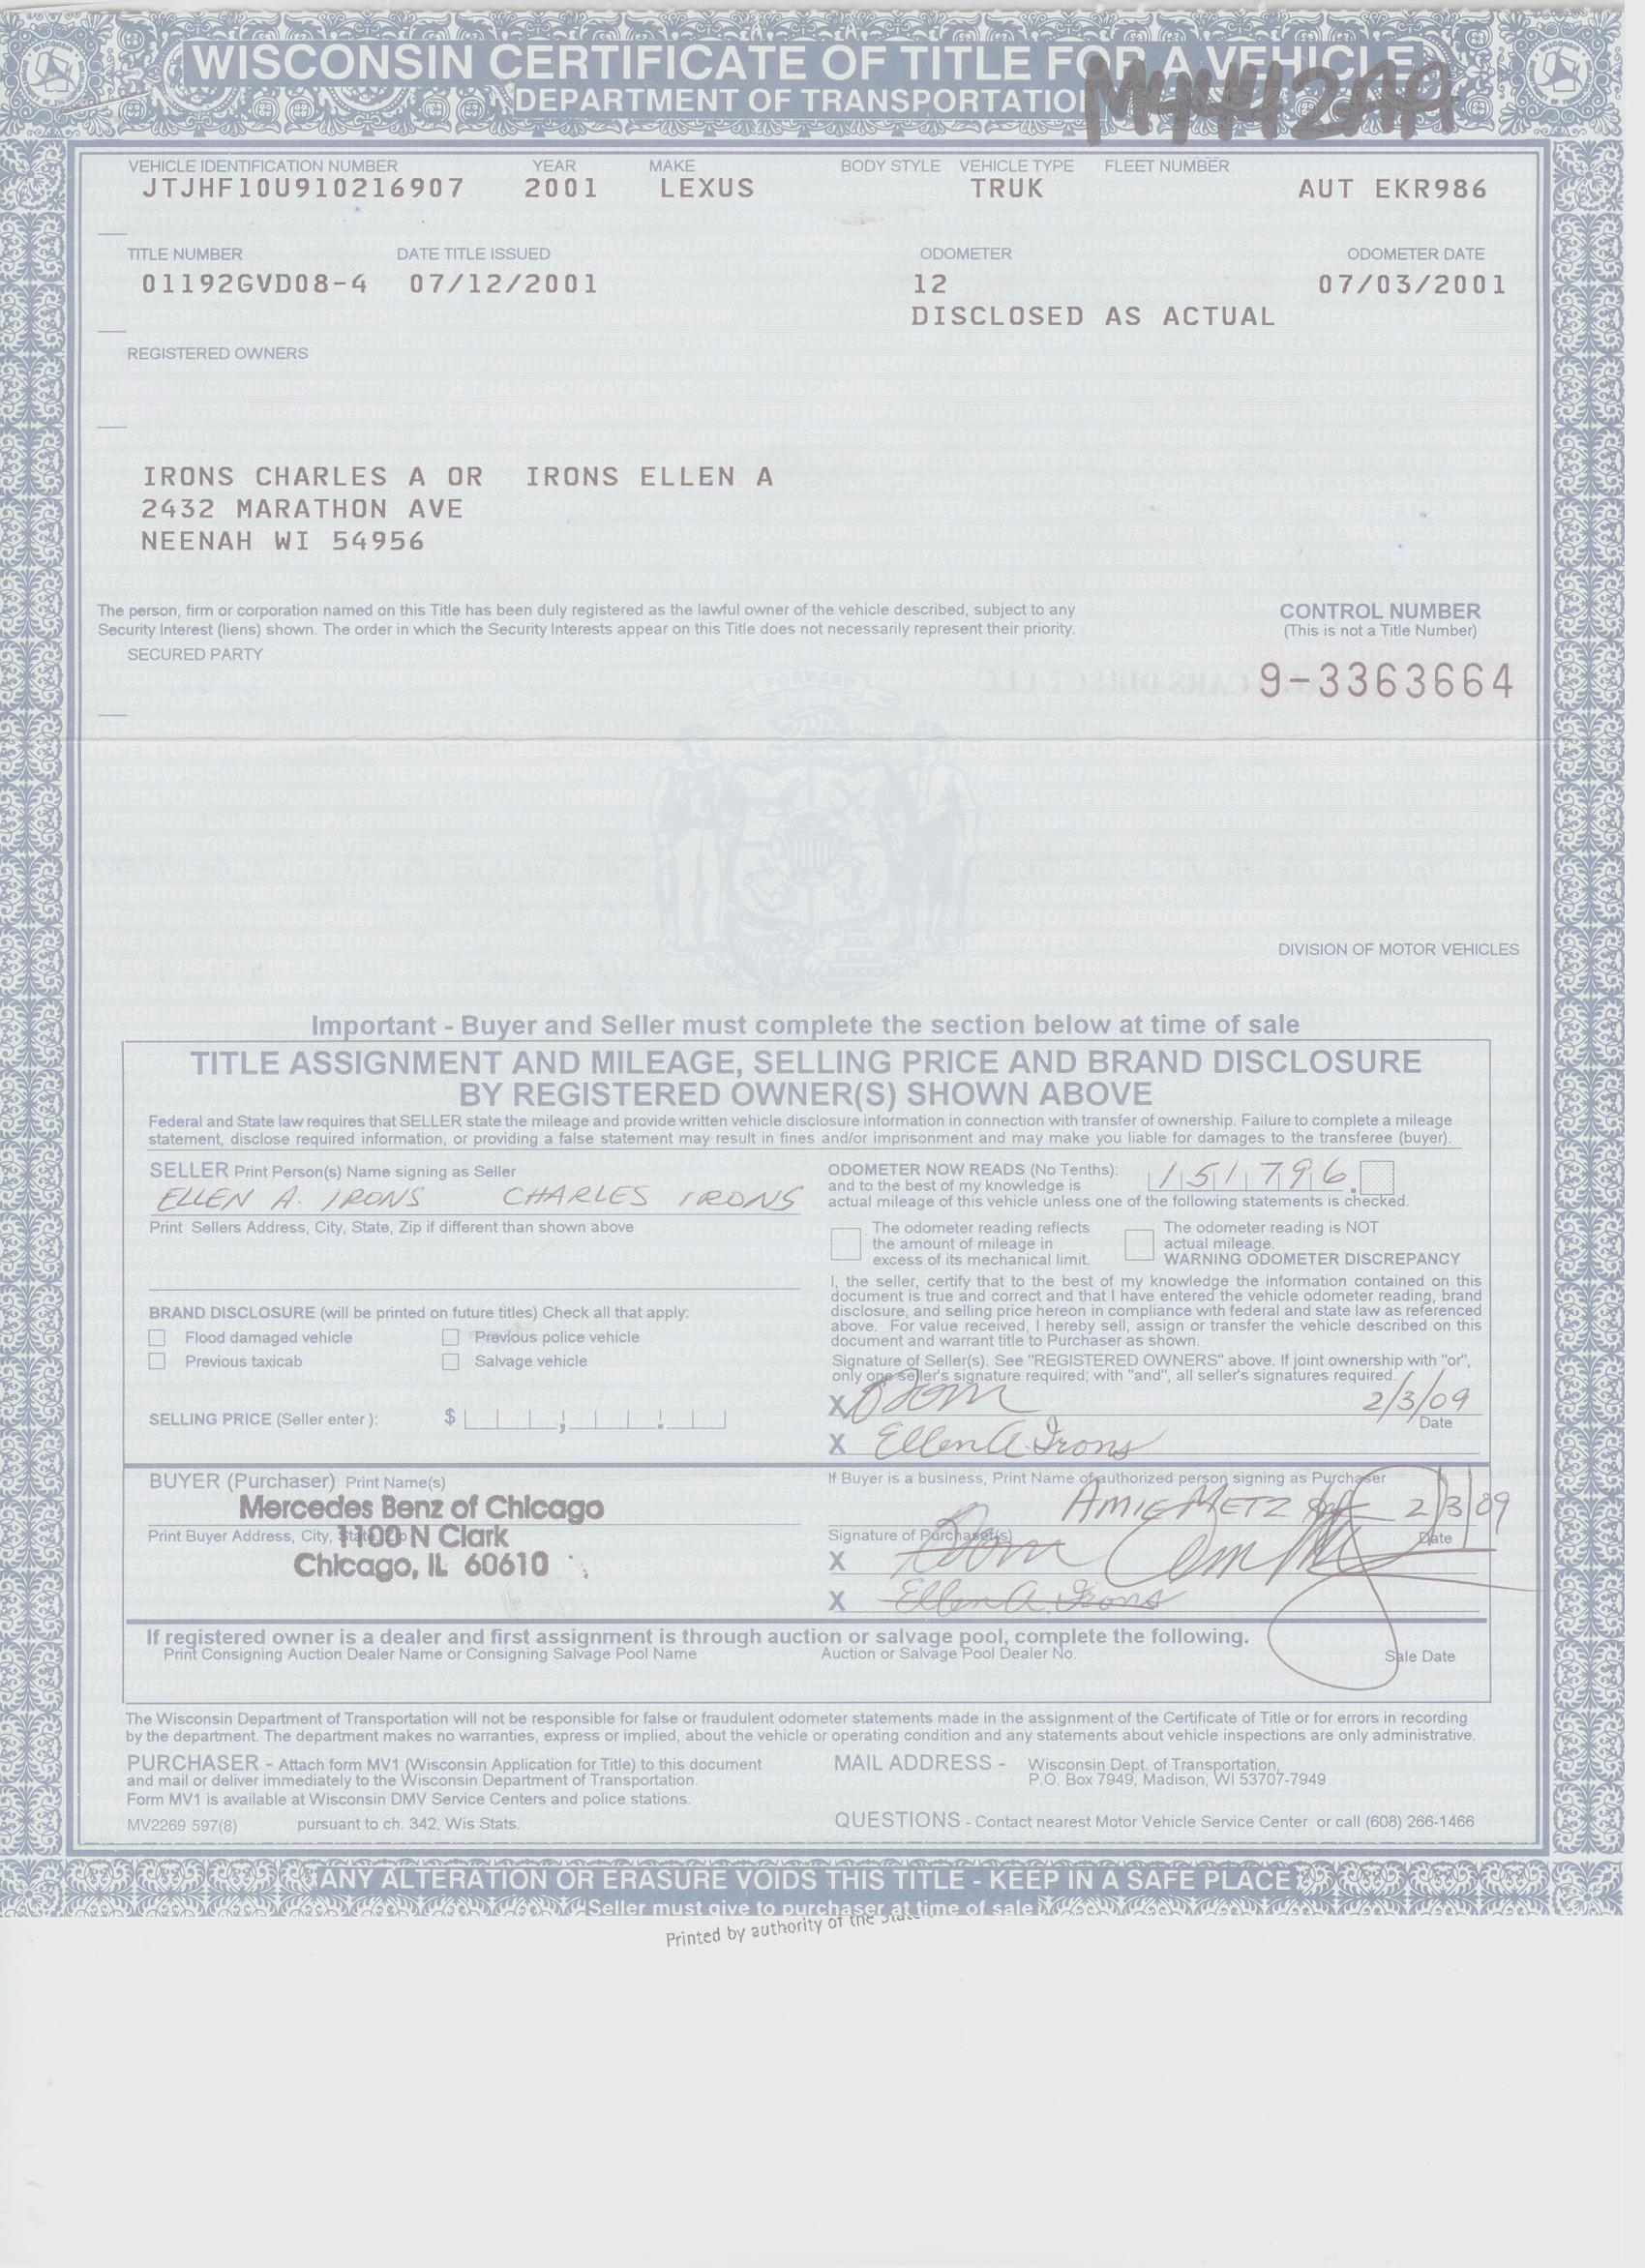 WISCONSIN CERTIFICATE OF TITLE FOR A VEHICLE
DEPARTMENT OF TRANSPORTATION
M4442AA
VEHICLE IDENTIFICATION NUMBER YEAR MAKE BODY STYLE VEHICLE TYPE FLEET NUMBER
JTJHF10U910216907 2001 LEXUS TRUK AUT EKR986
TITLE NUMBER DATE TITLE ISSUED ODOMETER ODOMETER DATE
01192GVD08-4 07/12/2001 12 07/03/2001
DISCLOSED AS ACTUAL
REGISTERED OWNERS
IRONS CHARLES A OR IRONS ELLEN A
2432 MARATHON AVE
NEENAH WI 54956
The person, firm or corporation named on this Title has been duly registered as the lawful owner of the vehicle described, subject to any
Security Interest (liens) shown. The order in which the Security Interests appear on this Title does not necessarily represent their priority.
CONTROL NUMBER
(This is not a Title Number)
SECURED PARTY
9-3363664
FORWARD
DIVISION OF MOTOR VEHICLES
Important - Buyer and Seller must complete the section below at time of sale
TITLE ASSIGNMENT AND MILEAGE, SELLING PRICE AND BRAND DISCLOSURE
BY REGISTERED OWNER(S) SHOWN ABOVE
Federal and State law requires that SELLER state the mileage and provide written vehicle disclosure information in connection with transfer of ownership. Failure to complete a mileage
statement, disclose required information, or providing a false statement may result in fines and/or imprisonment and may make you liable for damages to the transferee (buyer).
SELLER Print Person(s) Name signing as Seller
ELLEN A. IRONS CHARLES IRONS
Print Sellers Address, City, State, Zip if different than shown above
BRAND DISCLOSURE (will be printed on future titles) Check all that apply:
Flood damaged vehicle Previous police vehicle
Previous taxicab Salvage vehicle
SELLING PRICE (Seller enter ): $
ODOMETER NOW READS (No Tenths): 151796.
and to the best of my knowledge is
actual mileage of this vehicle unless one of the following statements is checked.
The odometer reading reflects
the amount of mileage in
excess of its mechanical limit.
The odometer reading is NOT
actual mileage.
WARNING ODOMETER DISCREPANCY
I, the seller, certify that to the best of my knowledge the information contained on this
document is true and correct and that I have entered the vehicle odometer reading, brand
disclosure, and selling price hereon in compliance with federal and state law as referenced
above. For value received, I hereby sell, assign or transfer the vehicle described on this
document and warrant title to Purchaser as shown.
Signature of Seller(s). See "REGISTERED OWNERS" above. If joint ownership with "or",
only one seller's signature required; with "and", all seller's signatures required.
X 2/3/09
Date
X Ellen A. Irons
BUYER (Purchaser) Print Name(s)
Mercedes Benz of Chicago
Print Buyer Address, City, State, Zip
1100 N Clark
Chicago, IL 60610
If Buyer is a business, Print Name of authorized person signing as Purchaser
AMIE METZ 2/3/09
Signature of Purchaser(s) Date
X
X Ellen A. Irons
If registered owner is a dealer and first assignment is through auction or salvage pool, complete the following.
Print Consigning Auction Dealer Name or Consigning Salvage Pool Name Auction or Salvage Pool Dealer No. Sale Date
The Wisconsin Department of Transportation will not be responsible for false or fraudulent odometer statements made in the assignment of the Certificate of Title or for errors in recording
by the department. The department makes no warranties, express or implied, about the vehicle or operating condition and any statements about vehicle inspections are only administrative.
PURCHASER - Attach form MV1 (Wisconsin Application for Title) to this document
and mail or deliver immediately to the Wisconsin Department of Transportation.
Form MV1 is available at Wisconsin DMV Service Centers and police stations.
MV2269 597(8) pursuant to ch. 342, Wis Stats.
MAIL ADDRESS - Wisconsin Dept. of Transportation,
P.O. Box 7949, Madison, WI 53707-7949
QUESTIONS - Contact nearest Motor Vehicle Service Center or call (608) 266-1466
ANY ALTERATION OR ERASURE VOIDS THIS TITLE - KEEP IN A SAFE PLACE
Seller must give to purchaser at time of sale
Printed by authority of the